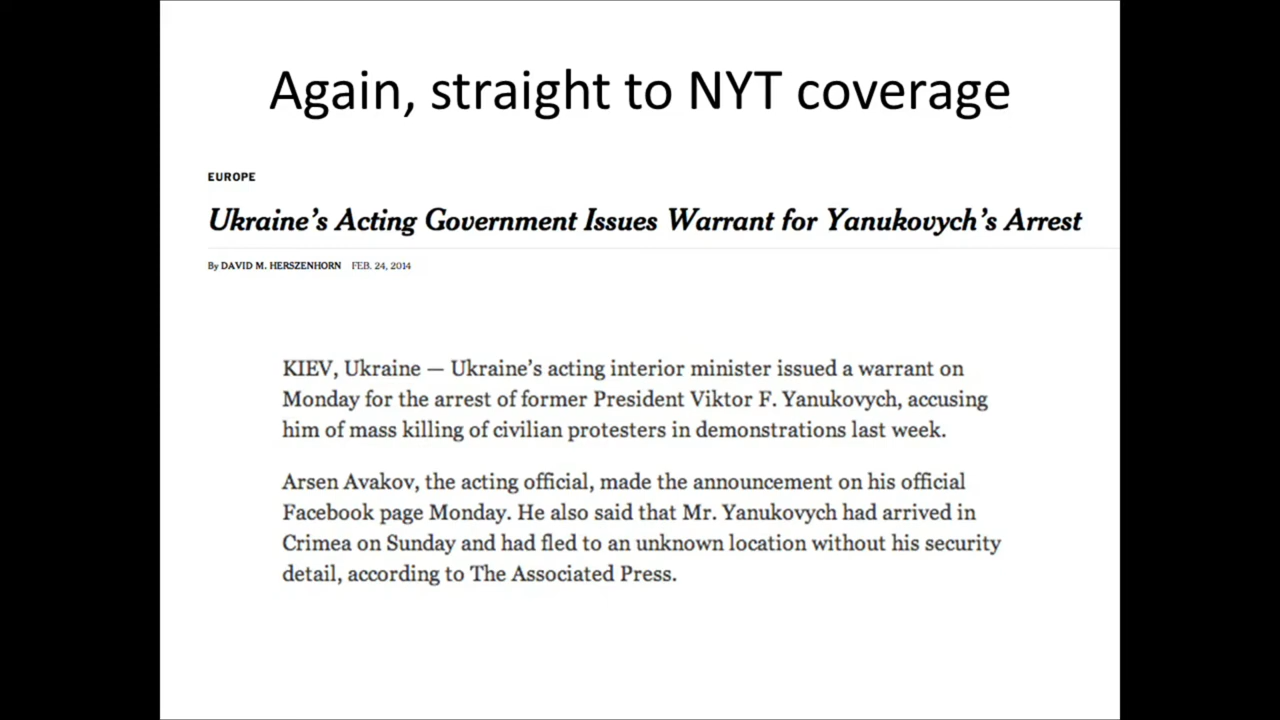 Again, straight to NYT coverage
EUROPE
Ukraine’s Acting Government Issues Warrant for Yanukovych’s Arrest
By DAVID M. HERSZENHORN FEB. 24, 2014
KIEV, Ukraine — Ukraine’s acting interior minister issued a warrant on
Monday for the arrest of former President Viktor F. Yanukovych, accusing
him of mass killing of civilian protesters in demonstrations last week.
Arsen Avakov, the acting official, made the announcement on his official
Facebook page Monday. He also said that Mr. Yanukovych had arrived in
Crimea on Sunday and had fled to an unknown location without his security
detail, according to The Associated Press.